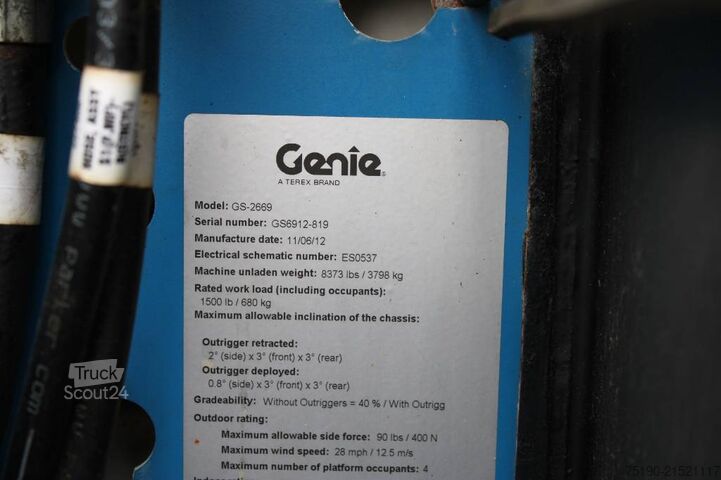 Genie
A TEREX BRAND
Model: GS-2669
Serial number: GS6912-819
Manufacture date: 11/06/12
Electrical schematic number: ES0537
Machine unladen weight: 8373 lbs / 3798 kg
Rated work load (including occupants):
1500 lb / 680 kg
Maximum allowable inclination of the chassis:
Outrigger retracted:
2° (side) x 3° (front) x 3° (rear)
Outrigger deployed:
0.8° (side) x 3° (front) x 3° (rear)
Gradeability: Without Outriggers = 40 % / With Outrigg
Outdoor rating:
Maximum allowable side force: 90 lbs / 400 N
Maximum wind speed: 28 mph / 12.5 m/s
Maximum number of platform occupants: 4
HOSE, ASSY
parker com
Truck
Scout24
75190-21521117